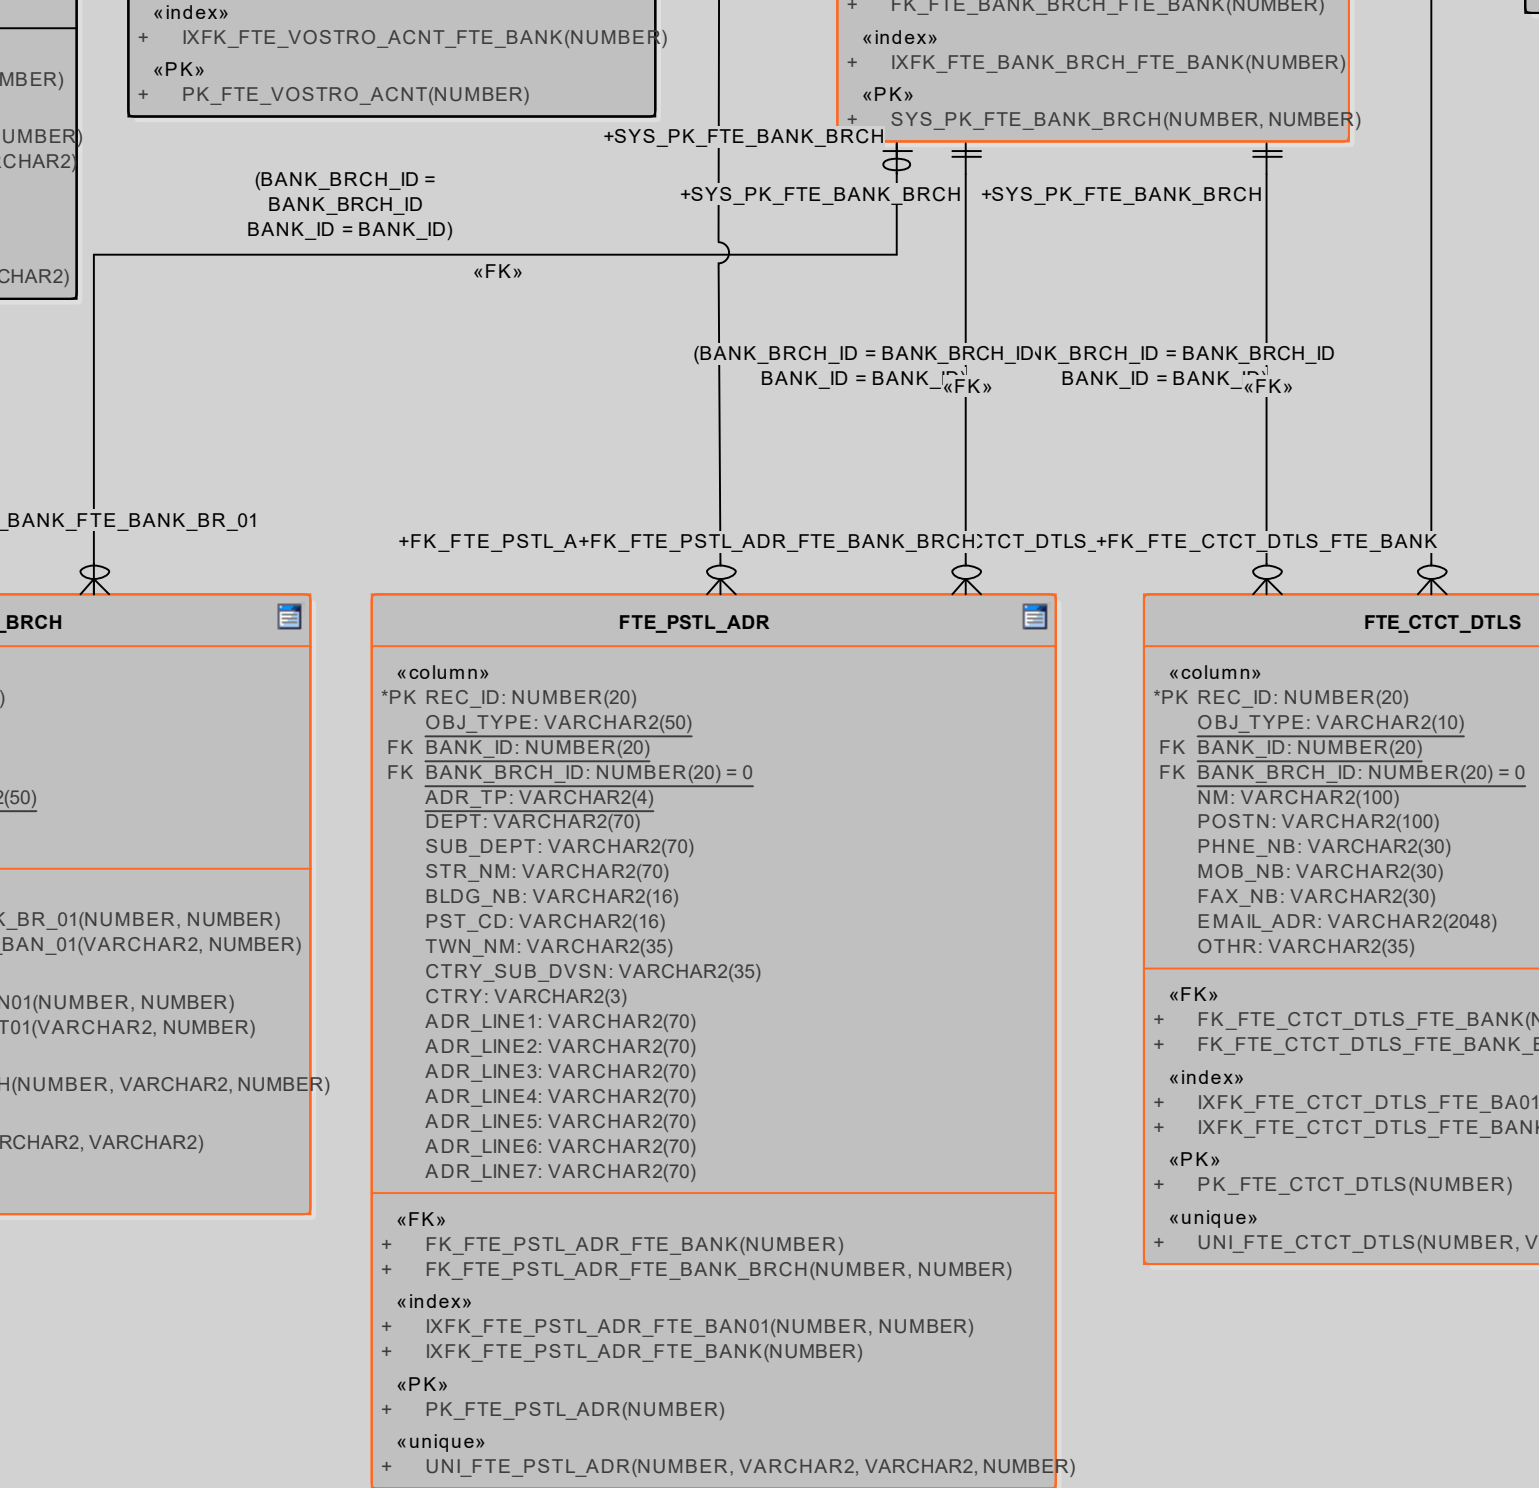 «index»
+ IXFK_FTE_VOSTRO_ACNT_FTE_BANK(NUMBER)
«PK»
+ PK_FTE_VOSTRO_ACNT(NUMBER)
+ FK_FTE_BANK_BRCH_FTE_BANK(NUMBER)
«index»
+ IXFK_FTE_BANK_BRCH_FTE_BANK(NUMBER)
«PK»
+ SYS_PK_FTE_BANK_BRCH(NUMBER, NUMBER)
MBER)
UMBER)
CHAR2)
CHAR2)
+SYS_PK_FTE_BANK_BRCH
+SYS_PK_FTE_BANK_BRCH
+SYS_PK_FTE_BANK_BRCH
(BANK_BRCH_ID =
BANK_BRCH_ID
BANK_ID = BANK_ID)
«FK»
(BANK_BRCH_ID = BANK_BRCH_ID
BANK_ID = BANK_ID)
«FK»
K_BRCH_ID = BANK_BRCH_ID
BANK_ID = BANK_ID)
«FK»
_BANK_FTE_BANK_BR_01
+FK_FTE_PSTL_A
+FK_FTE_PSTL_ADR_FTE_BANK_BRCH
TCT_DTLS_
+FK_FTE_CTCT_DTLS_FTE_BANK
_BRCH
)
2(50)
K_BR_01(NUMBER, NUMBER)
_BAN_01(VARCHAR2, NUMBER)
N01(NUMBER, NUMBER)
T01(VARCHAR2, NUMBER)
H(NUMBER, VARCHAR2, NUMBER)
RCHAR2, VARCHAR2)
FTE_PSTL_ADR
«column»
*PK REC_ID: NUMBER(20)
OBJ_TYPE: VARCHAR2(50)
FK BANK_ID: NUMBER(20)
FK BANK_BRCH_ID: NUMBER(20) = 0
ADR_TP: VARCHAR2(4)
DEPT: VARCHAR2(70)
SUB_DEPT: VARCHAR2(70)
STR_NM: VARCHAR2(70)
BLDG_NB: VARCHAR2(16)
PST_CD: VARCHAR2(16)
TWN_NM: VARCHAR2(35)
CTRY_SUB_DVSN: VARCHAR2(35)
CTRY: VARCHAR2(3)
ADR_LINE1: VARCHAR2(70)
ADR_LINE2: VARCHAR2(70)
ADR_LINE3: VARCHAR2(70)
ADR_LINE4: VARCHAR2(70)
ADR_LINE5: VARCHAR2(70)
ADR_LINE6: VARCHAR2(70)
ADR_LINE7: VARCHAR2(70)
«FK»
+ FK_FTE_PSTL_ADR_FTE_BANK(NUMBER)
+ FK_FTE_PSTL_ADR_FTE_BANK_BRCH(NUMBER, NUMBER)
«index»
+ IXFK_FTE_PSTL_ADR_FTE_BAN01(NUMBER, NUMBER)
+ IXFK_FTE_PSTL_ADR_FTE_BANK(NUMBER)
«PK»
+ PK_FTE_PSTL_ADR(NUMBER)
«unique»
+ UNI_FTE_PSTL_ADR(NUMBER, VARCHAR2, VARCHAR2, NUMBER)
FTE_CTCT_DTLS
«column»
*PK REC_ID: NUMBER(20)
OBJ_TYPE: VARCHAR2(10)
FK BANK_ID: NUMBER(20)
FK BANK_BRCH_ID: NUMBER(20) = 0
NM: VARCHAR2(100)
POSTN: VARCHAR2(100)
PHNE_NB: VARCHAR2(30)
MOB_NB: VARCHAR2(30)
FAX_NB: VARCHAR2(30)
EMAIL_ADR: VARCHAR2(2048)
OTHR: VARCHAR2(35)
«FK»
+ FK_FTE_CTCT_DTLS_FTE_BANK(N
+ FK_FTE_CTCT_DTLS_FTE_BANK_B
«index»
+ IXFK_FTE_CTCT_DTLS_FTE_BA01
+ IXFK_FTE_CTCT_DTLS_FTE_BANK
«PK»
+ PK_FTE_CTCT_DTLS(NUMBER)
«unique»
+ UNI_FTE_CTCT_DTLS(NUMBER, V